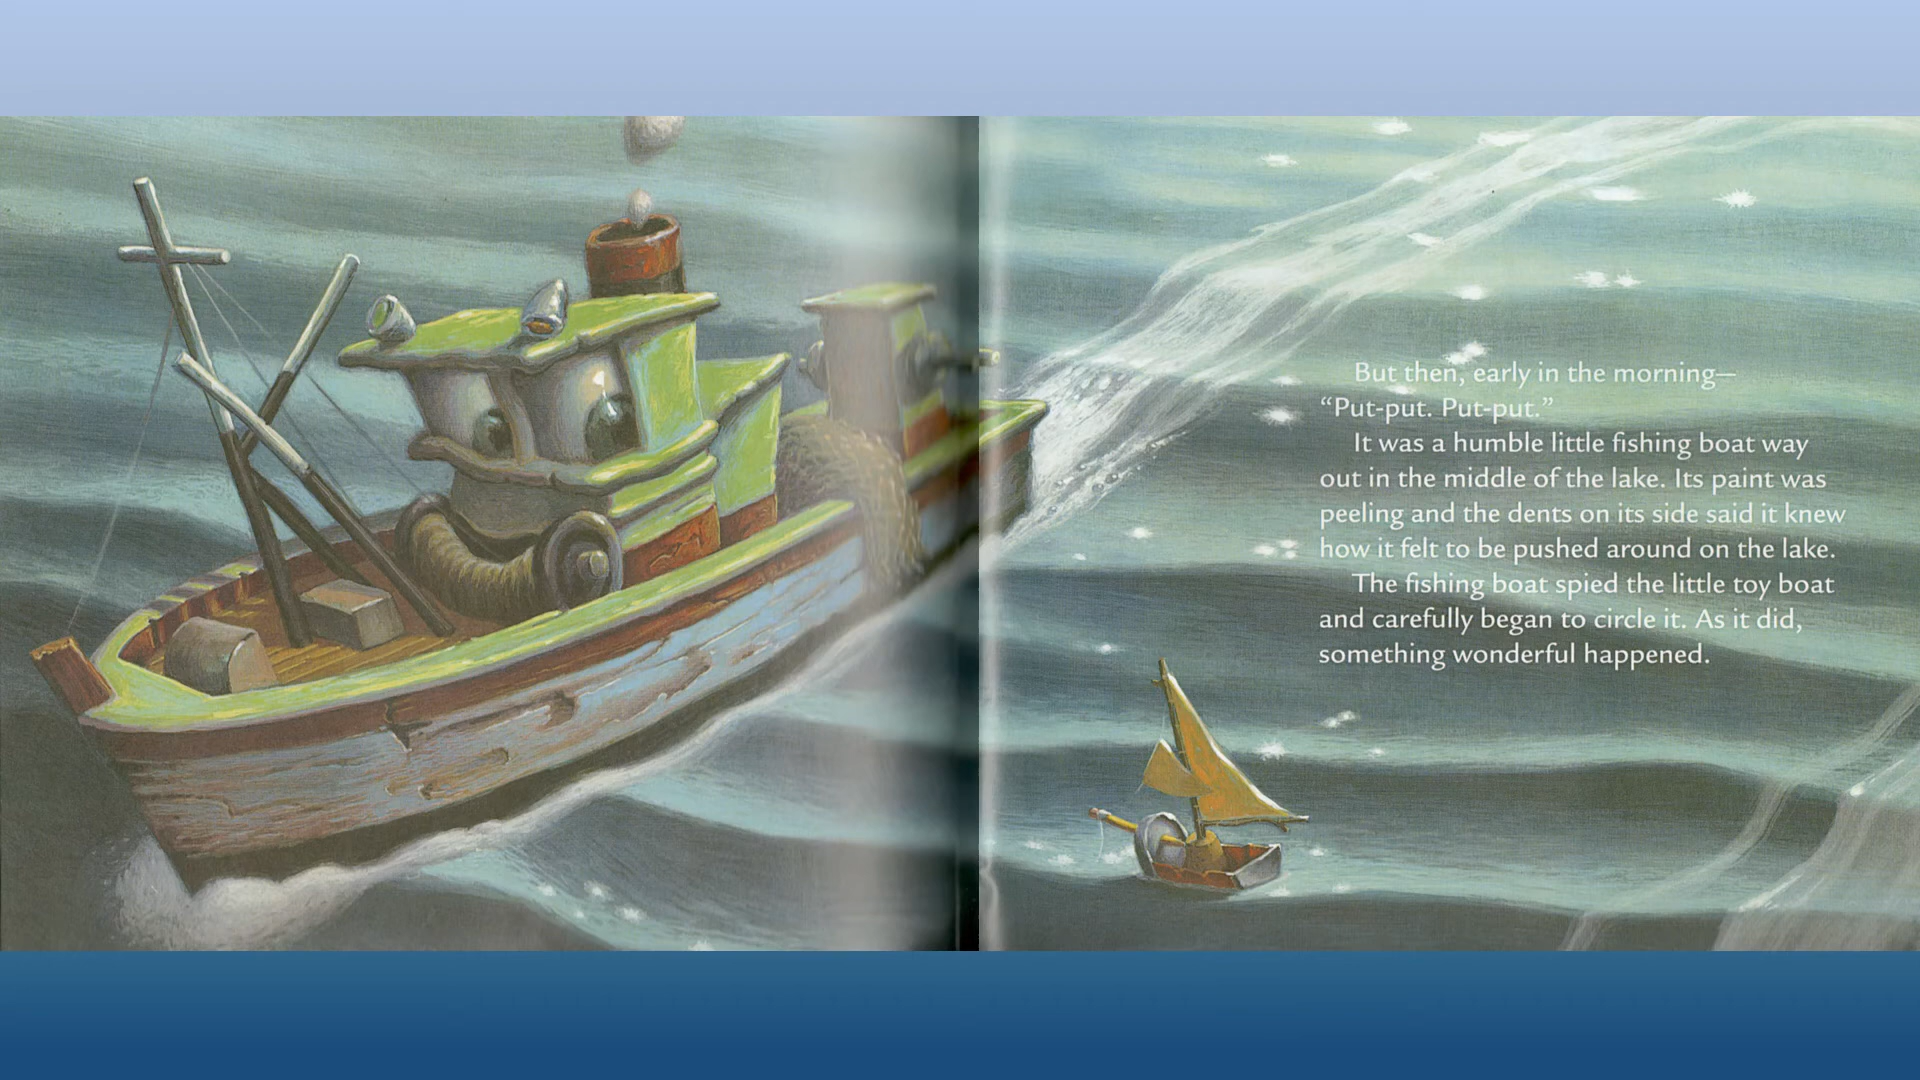 But then, early in the morning—
“Put-put. Put-put.”
It was a humble little fishing boat way
out in the middle of the lake. Its paint was
peeling and the dents on its side said it knew
how it felt to be pushed around on the lake.
The fishing boat spied the little toy boat
and carefully began to circle it. As it did,
something wonderful happened.